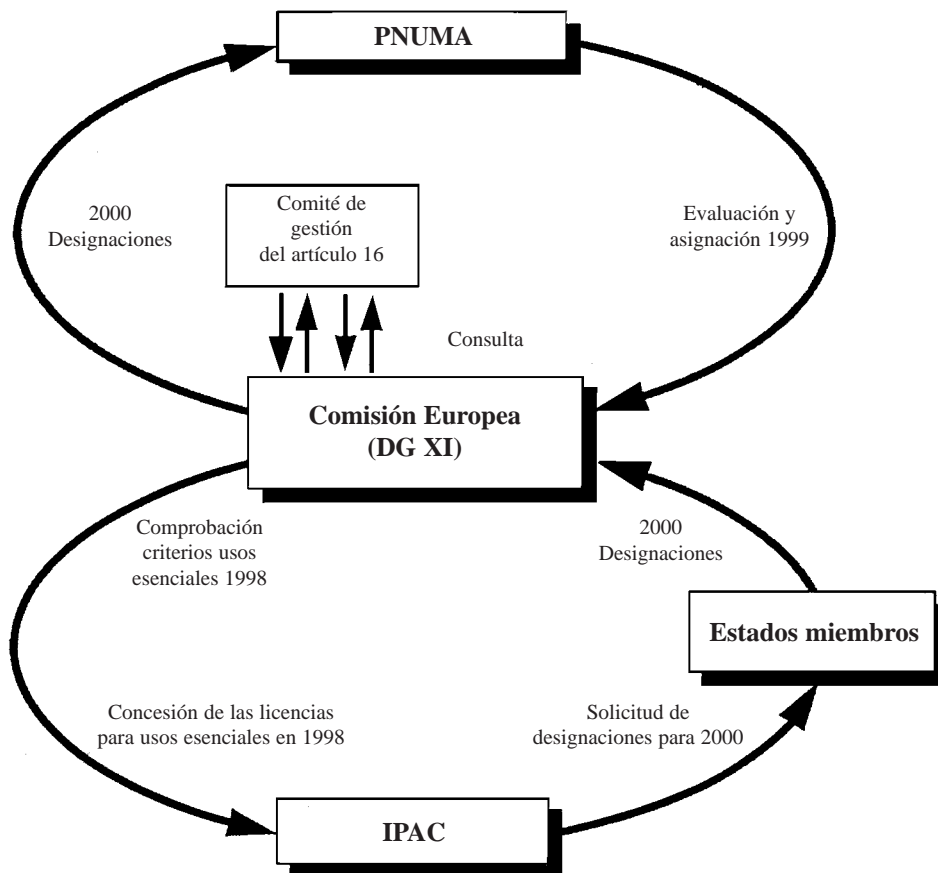 PNUMA
2000
Designaciones
Comité de
gestión
del artículo 16
Evaluación y
asignación 1999
Consulta
Comisión Europea
(DG XI)
Comprobación
criterios usos
esenciales 1998
2000
Designaciones
Estados miembros
Concesión de las licencias
para usos esenciales en 1998
Solicitud de
designaciones para 2000
IPAC